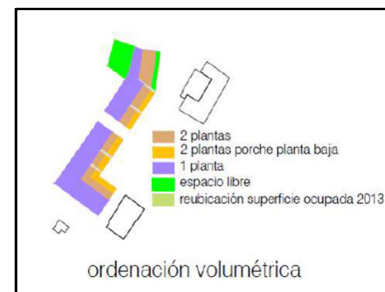 2 plantas
2 plantas porche planta baja
1 planta
espacio libre
reubicación superficie ocupada 2013
ordenación volumétrica